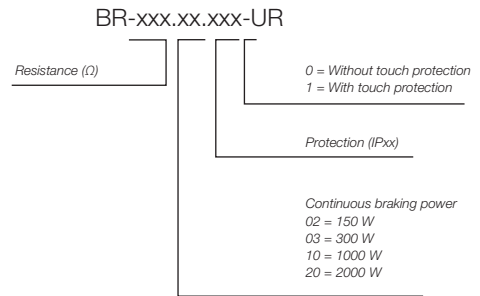 BR-xxx.xx.xxx-UR
Resistance (Ω)
0 = Without touch protection
1 = With touch protection
Protection (IPxx)
Continuous braking power
02 = 150 W
03 = 300 W
10 = 1000 W
20 = 2000 W